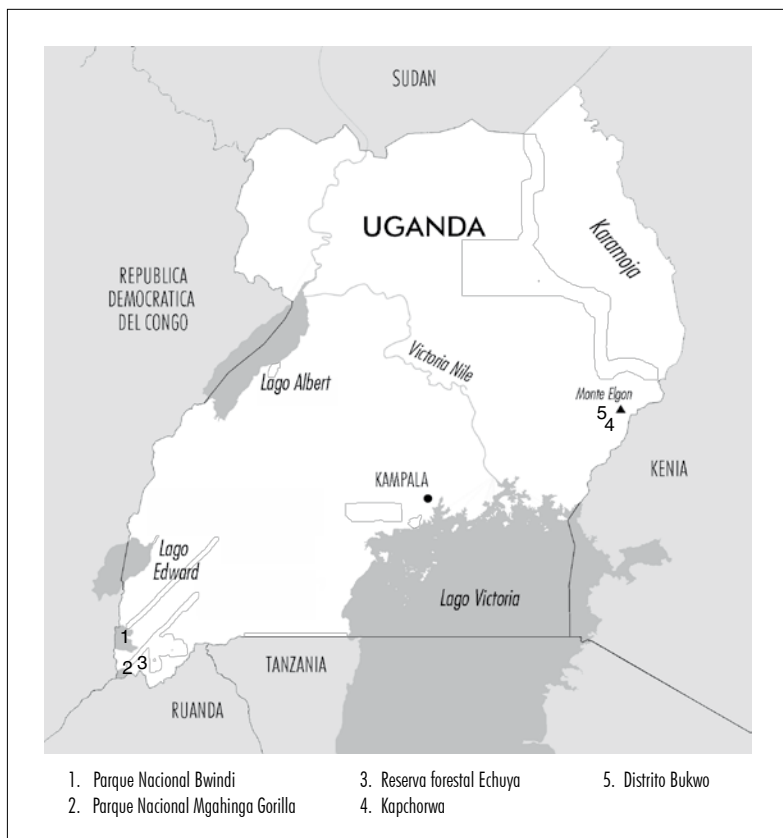 SUDAN
UGANDA
Karamoja
REPUBLICA
DEMOCRATICA
DEL CONGO
Victoria Nile
Lago Albert
Monte Elgon
5
4
KAMPALA
KENIA
Lago
Edward
Lago Victoria
1
2 3
TANZANIA
RUANDA
1. Parque Nacional Bwindi
2. Parque Nacional Mgahinga Gorilla
3. Reserva forestal Echuya
4. Kapchorwa
5. Distrito Bukwo